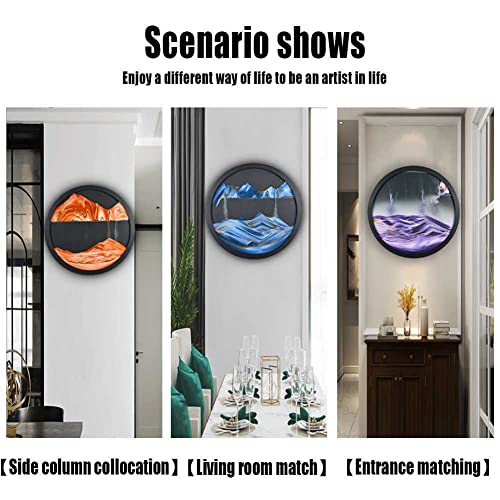 Scenario shows
Enjoy a different way of life to be an artist in life
【Side column collocation】【Living room match】【Entrance matching】